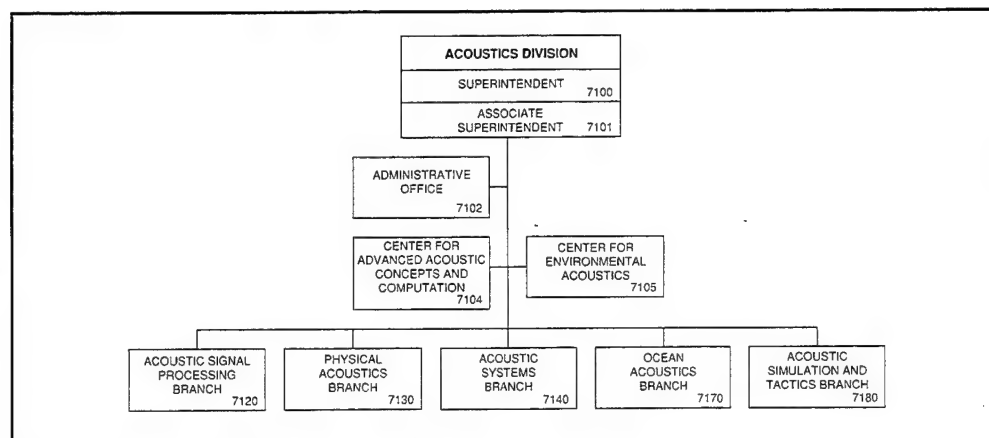 ACOUSTICS DIVISION
SUPERINTENDENT
7100
ASSOCIATE
SUPERINTENDENT
7101
ADMINISTRATIVE
OFFICE
7102
CENTER FOR
ADVANCED ACOUSTIC
CONCEPTS AND
COMPUTATION
7104
CENTER FOR
ENVIRONMENTAL
ACOUSTICS
7105
ACOUSTIC SIGNAL
PROCESSING
BRANCH
7120
PHYSICAL
ACOUSTICS
BRANCH
7130
ACOUSTIC
SYSTEMS
BRANCH
7140
OCEAN
ACOUSTICS
BRANCH
7170
ACOUSTIC
SIMULATION AND
TACTICS BRANCH
7180